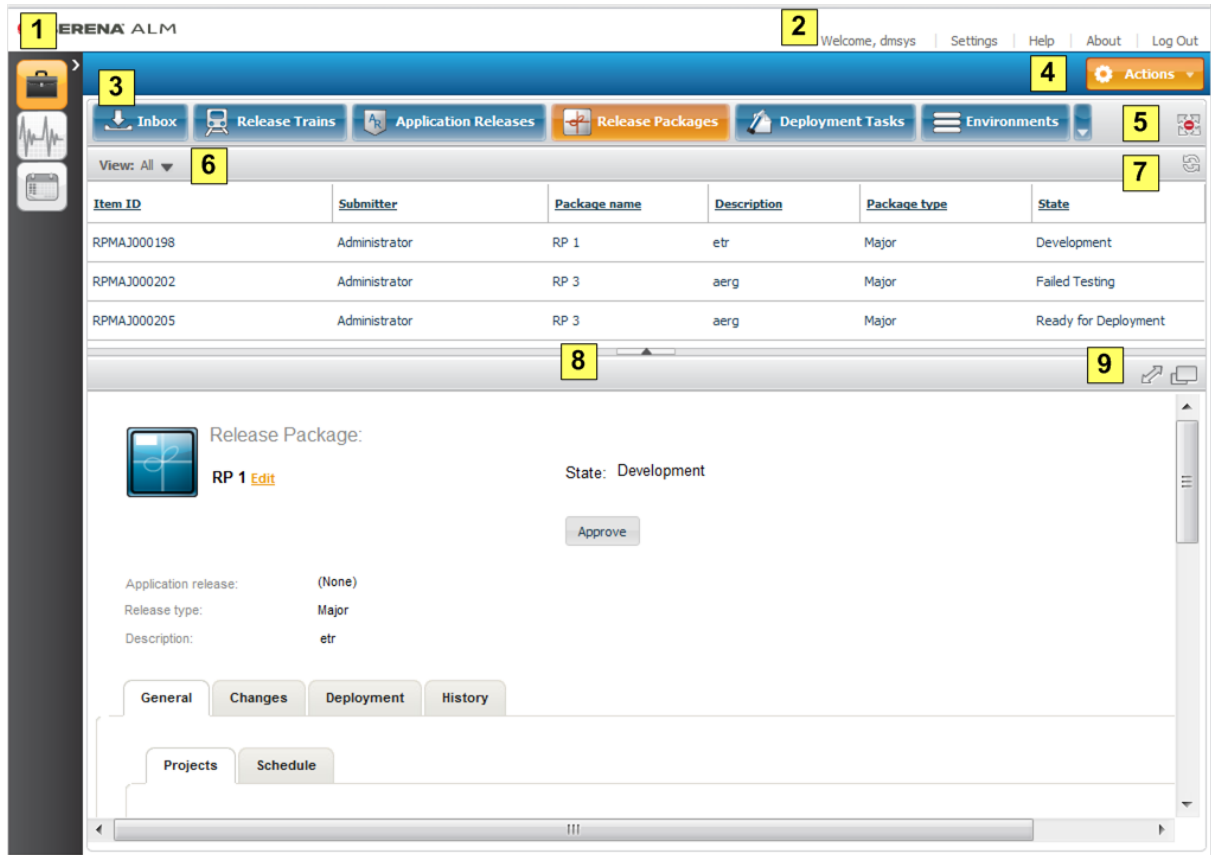 1 ERENA ALM
2 Welcome, dmsys | Settings | Help | About | Log Out
4 Actions
3
Inbox Release Trains AR Application Releases Release Packages Deployment Tasks Environments 5
View: All 6 7
Item ID Submitter Package name Description Package type State
RPMAJ000198 Administrator RP 1 etr Major Development
RPMAJ000202 Administrator RP 3 aerg Major Failed Testing
RPMAJ000205 Administrator RP 3 aerg Major Ready for Deployment
8 9
Release Package:
RP 1 Edit
State: Development
Approve
Application release: (None)
Release type: Major
Description: etr
General Changes Deployment History
Projects Schedule